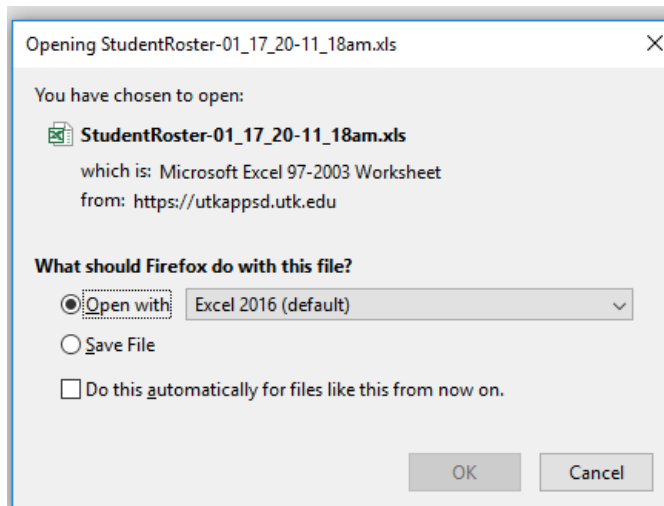 Opening StudentRoster-01_17_20-11_18am.xls
You have chosen to open:
StudentRoster-01_17_20-11_18am.xls
which is: Microsoft Excel 97-2003 Worksheet
from: https://utkappsd.utk.edu
What should Firefox do with this file?
Open with Excel 2016 (default)
Save File
Do this automatically for files like this from now on.
OK Cancel